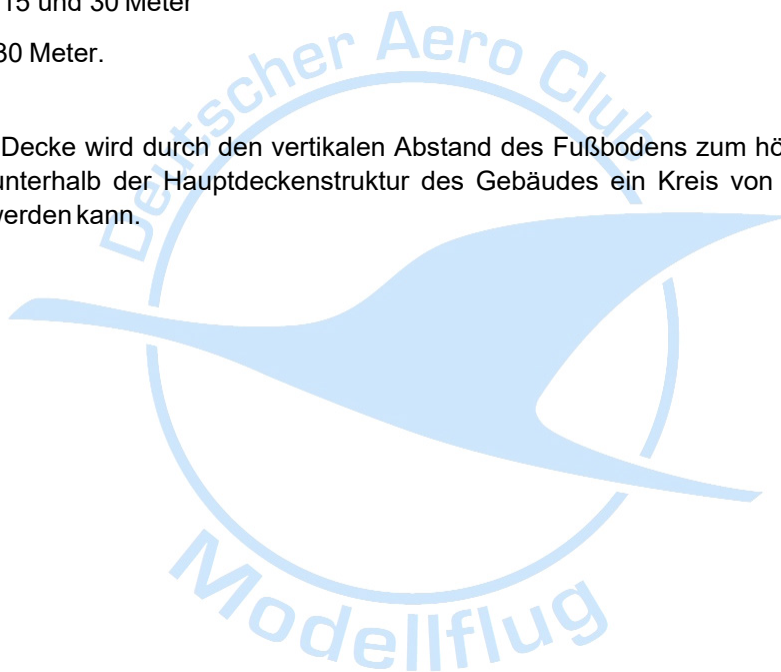 15 und 30 Meter
30 Meter.
Decke wird durch den vertikalen Abstand des Fußbodens zum hö
unterhalb der Hauptdeckenstruktur des Gebäudes ein Kreis von
werden kann.
Deutscher Aero Club
Modellflug